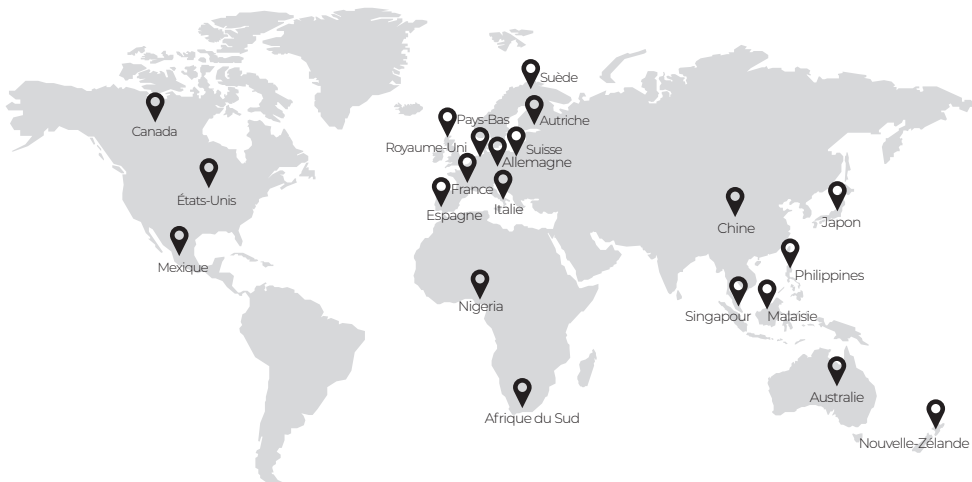 Suède
Canada
Pays-Bas
Autriche
Royaume-Uni
Suisse
Allemagne
États-Unis
France
Espagne
Italie
Chine
Japon
Mexique
Philippines
Nigeria
Singapour
Malaisie
Australie
Afrique du Sud
Nouvelle-Zélande